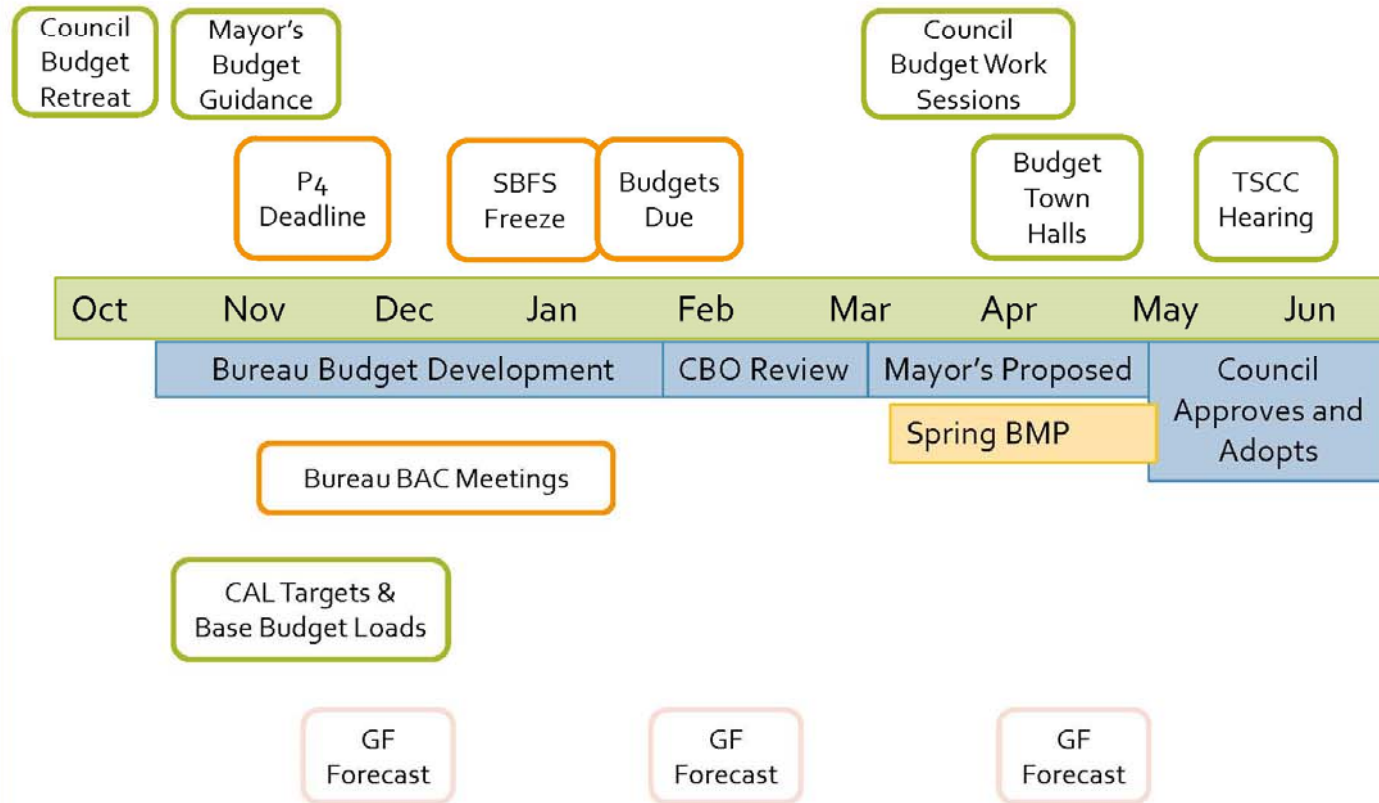 Council
Budget
Retreat
Mayor's
Budget
Guidance
Council
Budget Work
Sessions
P4
Deadline
SBFS
Freeze
Budgets
Due
Budget
Town
Halls
TSCC
Hearing
Oct Nov Dec Jan Feb Mar Apr May Jun
Bureau Budget Development
CBO Review
Mayor's Proposed
Council
Approves and
Adopts
Spring BMP
Bureau BAC Meetings
CAL Targets &
Base Budget Loads
GF
Forecast
GF
Forecast
GF
Forecast